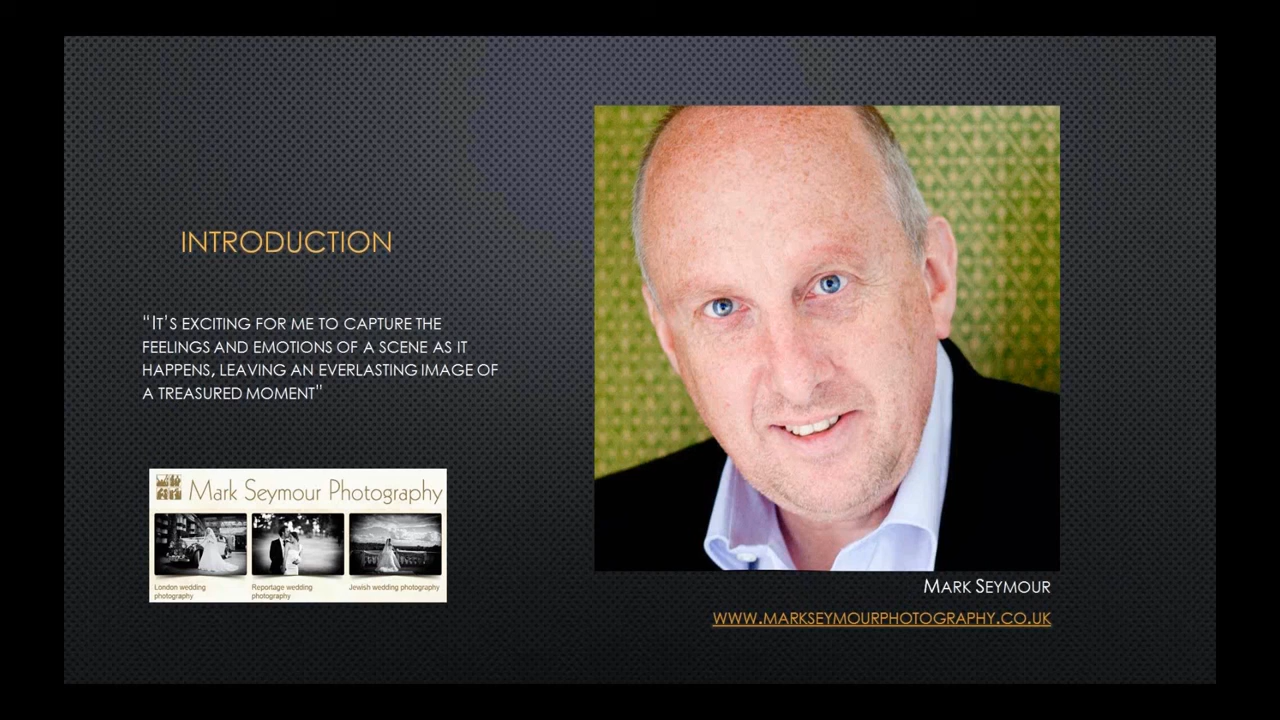 INTRODUCTION
“IT’S EXCITING FOR ME TO CAPTURE THE
FEELINGS AND EMOTIONS OF A SCENE AS IT
HAPPENS, LEAVING AN EVERLASTING IMAGE OF
A TREASURED MOMENT”
Mark Seymour Photography
London wedding photography
Reportage wedding photography
Jewish wedding photography
MARK SEYMOUR
WWW.MARKSEYMOURPHOTOGRAPHY.CO.UK